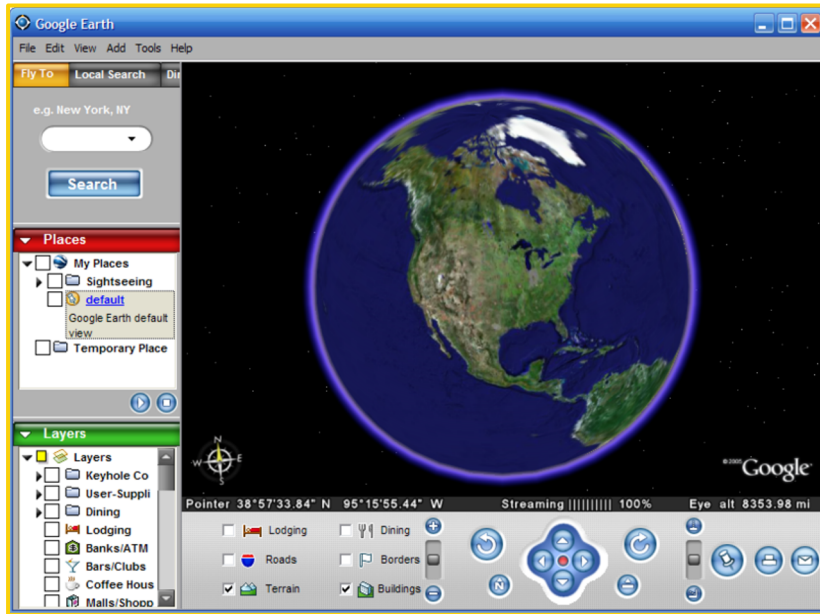 Google Earth
File Edit View Add Tools Help
Fly To Local Search Di
e.g. New York, NY
Search
Places
My Places
Sightseeing
default
Google Earth default
view
Temporary Place
Layers
Layers
Keyhole Co
User-Suppli
Dining
Lodging
Banks/ATM
Bars/Clubs
Coffee Hous
Malls/Shopp
N
W E
S
©2005 Google
Pointer 38°57'33.84" N 95°15'55.44" W Streaming |||||||||| 100% Eye alt 8353.98 mi
Lodging Dining
Roads Borders
Terrain Buildings
N